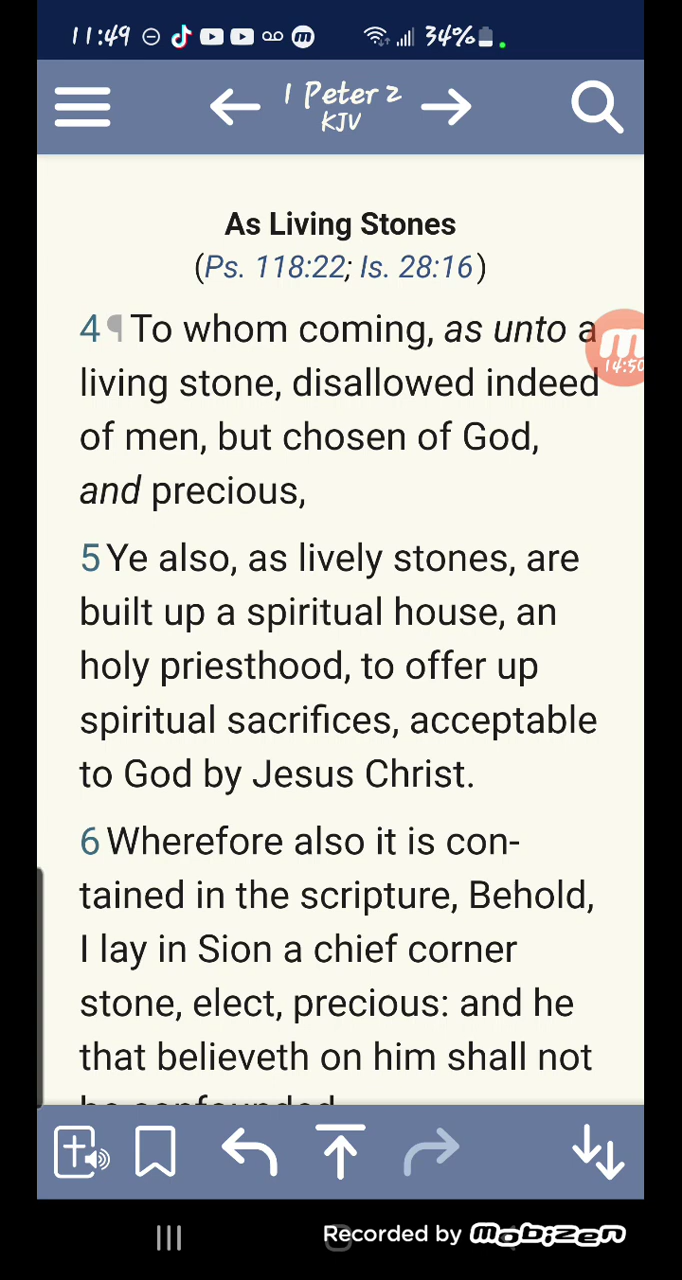 11:49 34%
1 Peter 2
KJV
As Living Stones
(Ps. 118:22; Is. 28:16)
4 ¶ To whom coming, as unto a
14:50
living stone, disallowed indeed
of men, but chosen of God,
and precious,
5 Ye also, as lively stones, are
built up a spiritual house, an
holy priesthood, to offer up
spiritual sacrifices, acceptable
to God by Jesus Christ.
6 Wherefore also it is con-
tained in the scripture, Behold,
I lay in Sion a chief corner
stone, elect, precious: and he
that believeth on him shall not
be confounded
Recorded by Mobizen